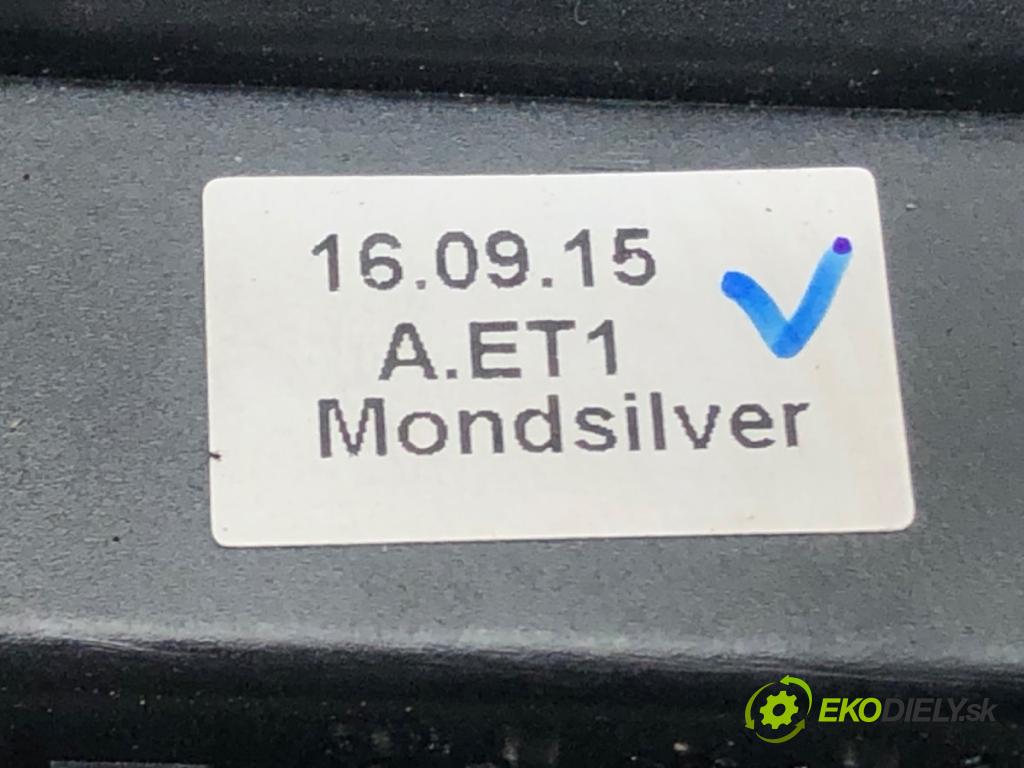 16.09.15
A.ET1
Mondsilver
EKODIELY.sk